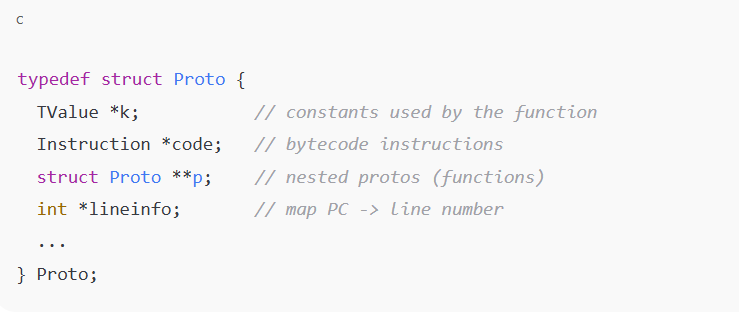 c
typedef struct Proto {
  TValue *k;           // constants used by the function
  Instruction *code;   // bytecode instructions
  struct Proto **p;    // nested protos (functions)
  int *lineinfo;       // map PC -> line number
  ...
} Proto;